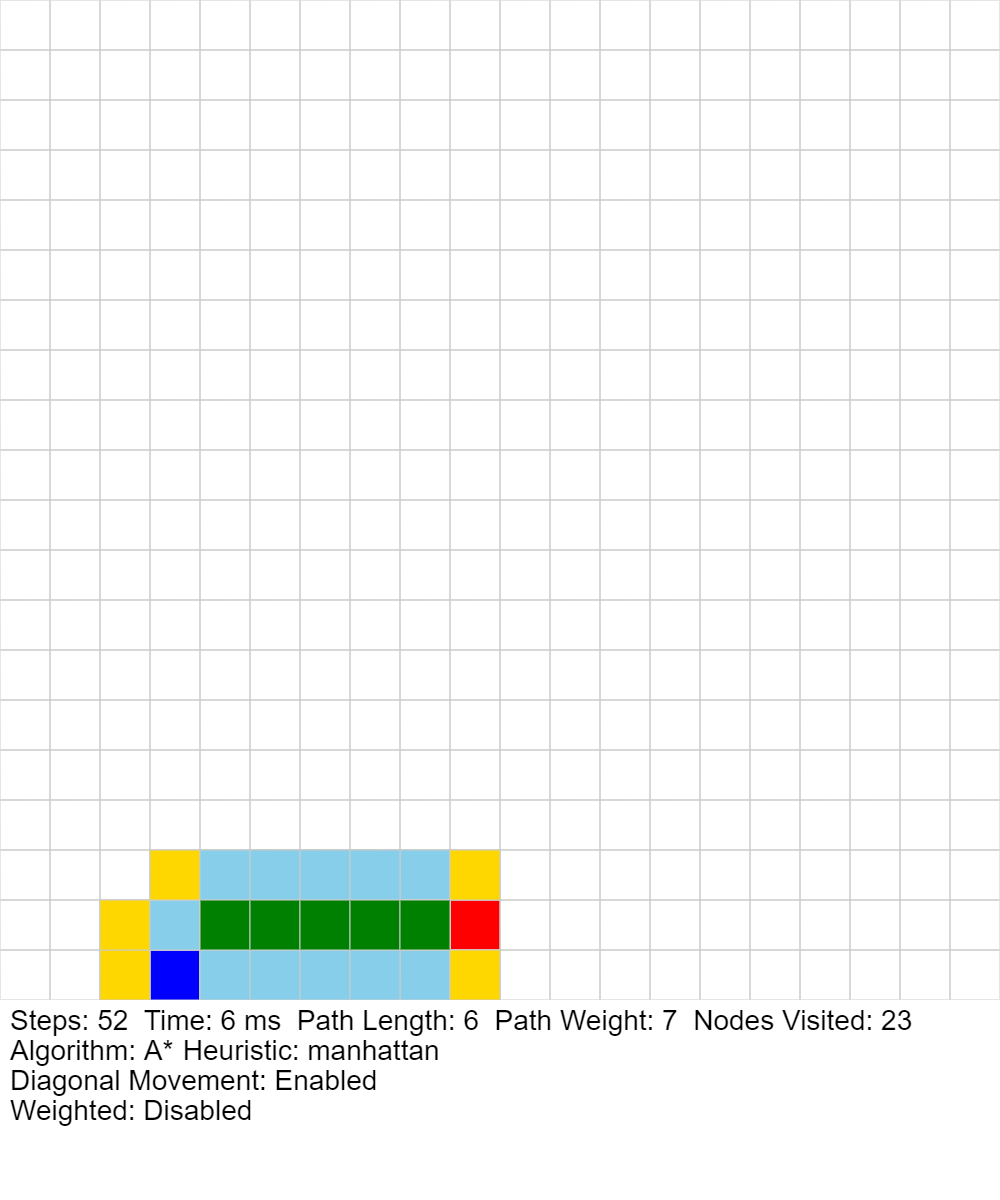 Steps: 52  Time: 6 ms  Path Length: 6  Path Weight: 7  Nodes Visited: 23
Algorithm: A* Heuristic: manhattan
Diagonal Movement: Enabled
Weighted: Disabled